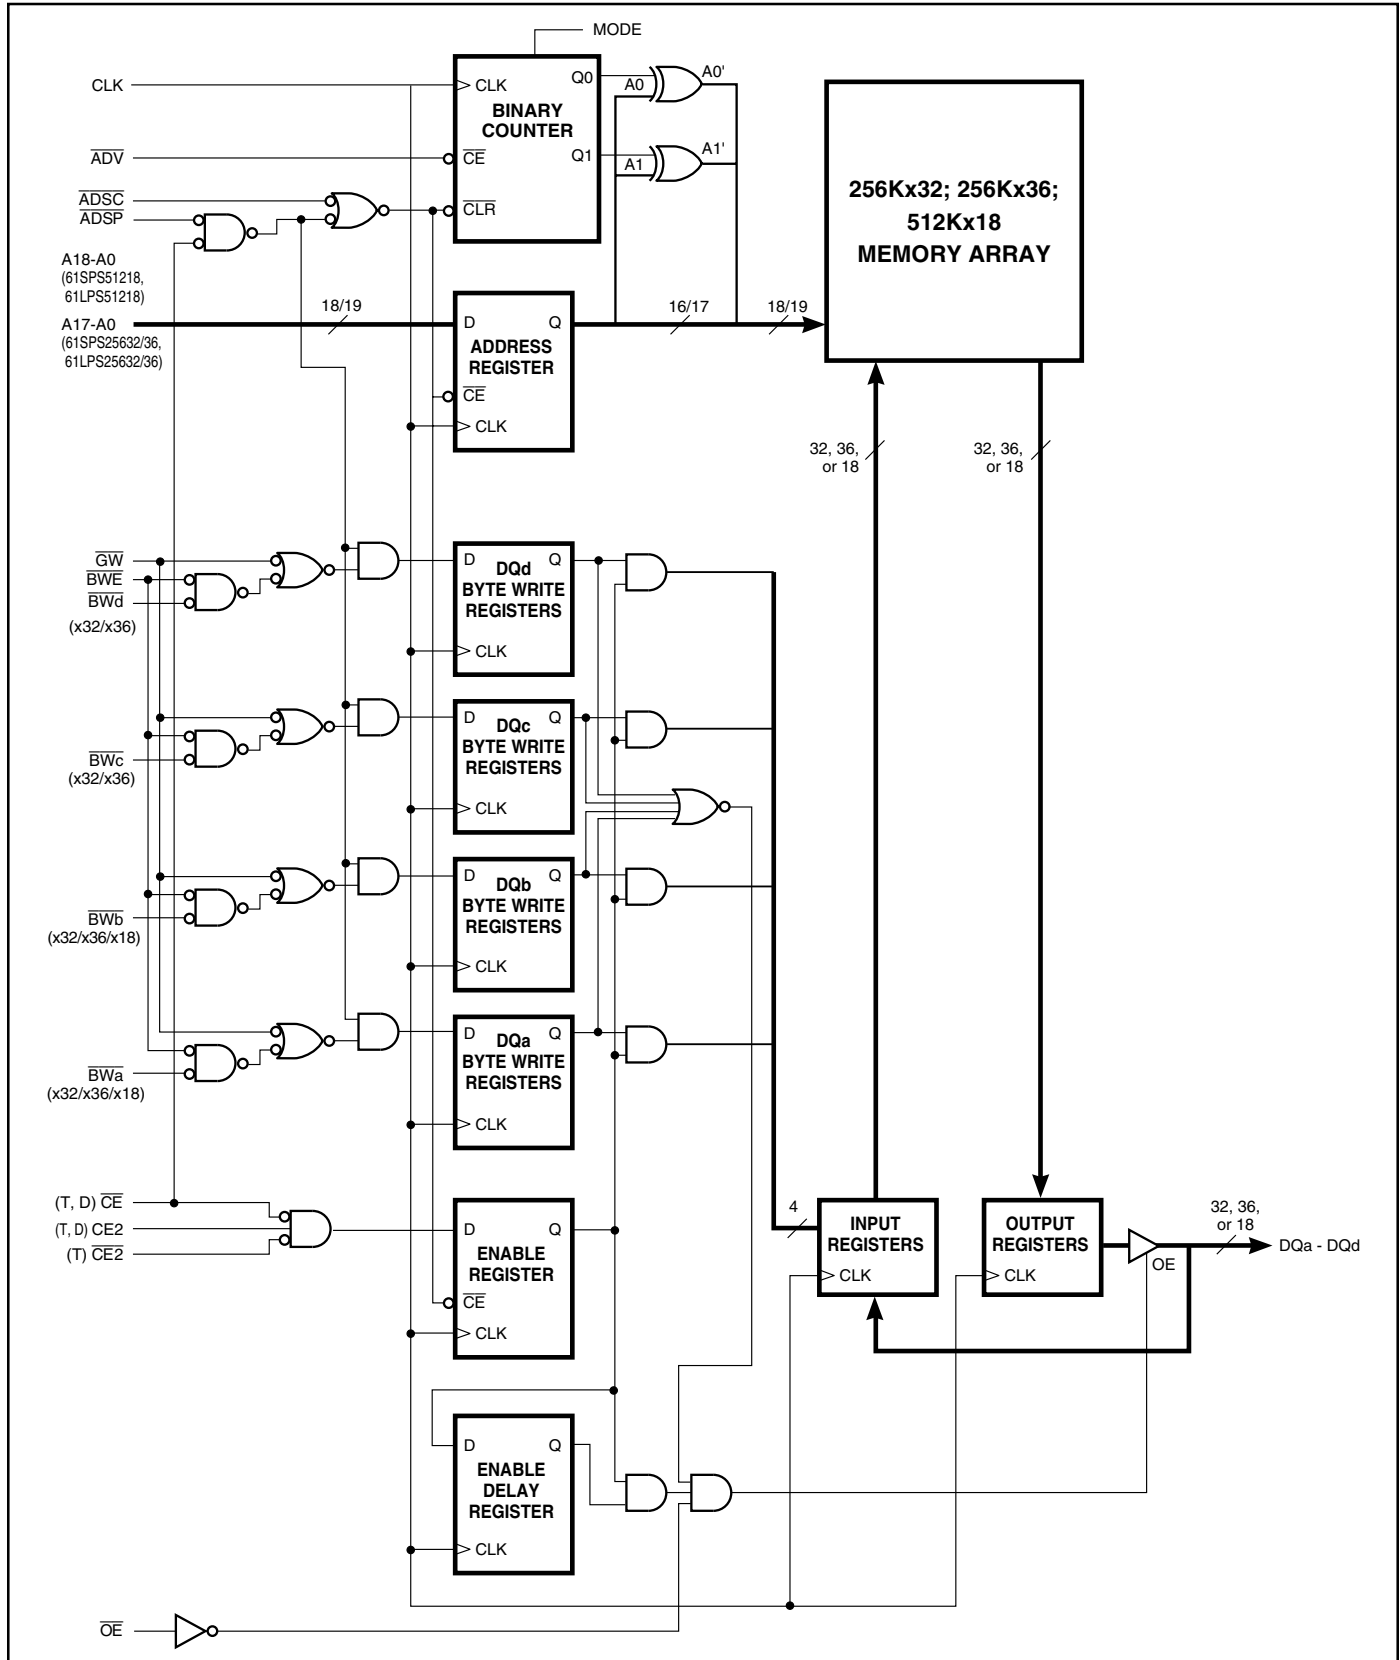 MODE
CLK
CLK
Q0
A0
A0'
BINARY
COUNTER
ADV
CE
Q1
A1
A1'
ADSC
ADSP
CLR
256Kx32; 256Kx36;
512Kx18
MEMORY ARRAY
A18-A0
(61SPS51218,
61LPS51218)
A17-A0
(61SPS25632/36,
61LPS25632/36)
18/19
D
Q
16/17
18/19
ADDRESS
REGISTER
CE
CLK
32, 36,
or 18
32, 36,
or 18
GW
BWE
BWd
(x32/x36)
D
DQd
Q
BYTE WRITE
REGISTERS
CLK
BWc
(x32/x36)
D
DQc
Q
BYTE WRITE
REGISTERS
CLK
BWb
(x32/x36/x18)
D
DQb
Q
BYTE WRITE
REGISTERS
CLK
BWa
(x32/x36/x18)
D
DQa
Q
BYTE WRITE
REGISTERS
CLK
(T, D) CE
(T, D) CE2
(T) CE2
D
Q
ENABLE
REGISTER
CE
CLK
4
INPUT
REGISTERS
CLK
OUTPUT
REGISTERS
CLK
OE
32, 36,
or 18
DQa - DQd
D
Q
ENABLE
DELAY
REGISTER
CLK
OE